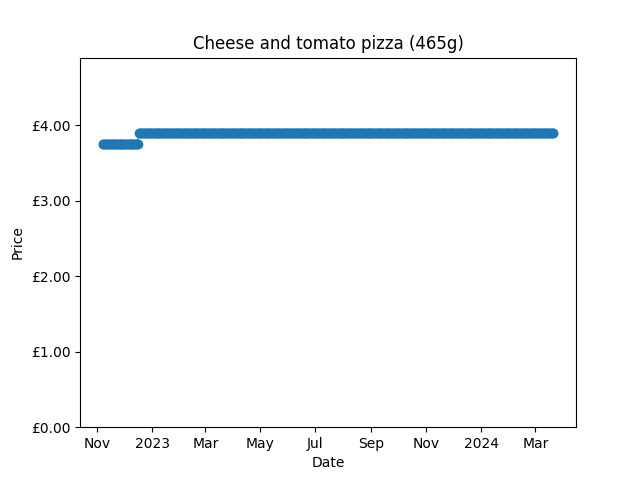 Cheese and tomato pizza (465g)
£4.00
£3.00
£2.00
£1.00
£0.00
Price
Nov 2023 Mar May Jul Sep Nov 2024 Mar
Date